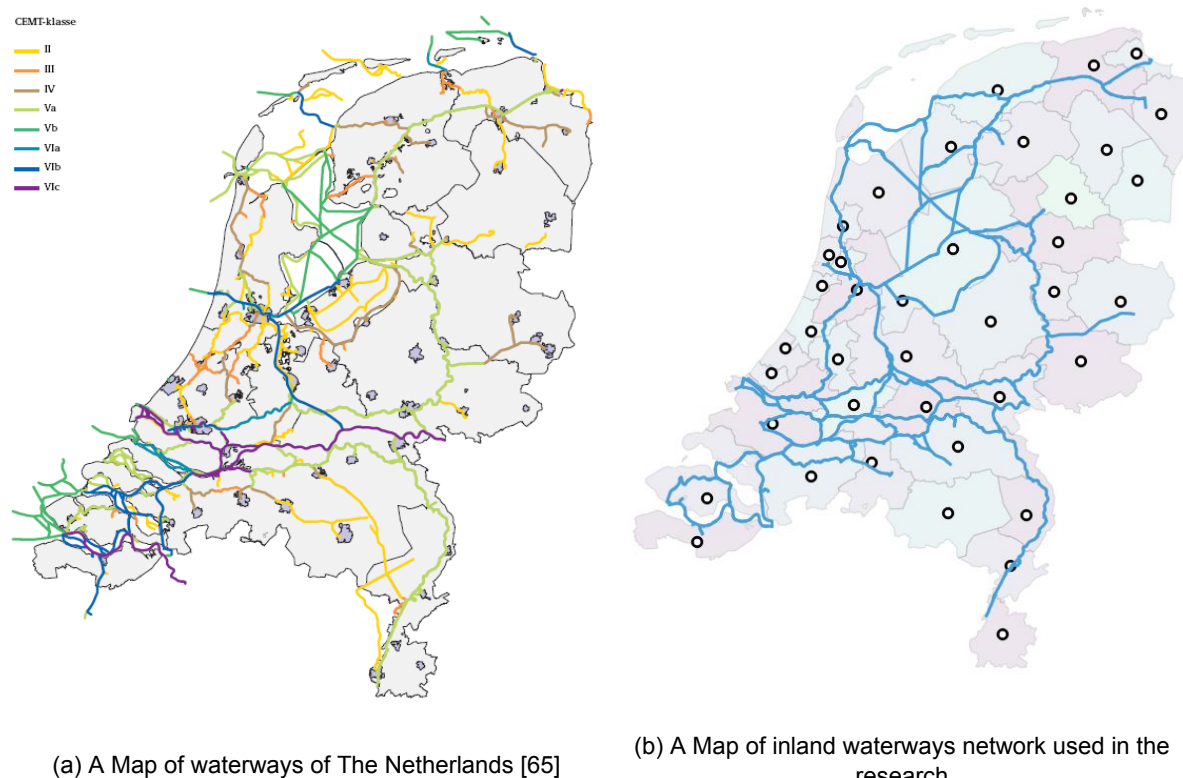 CEMT-klasse
II
III
IV
Va
Vb
VIa
VIb
VIc
(a) A Map of waterways of The Netherlands [65]
(b) A Map of inland waterways network used in the
research